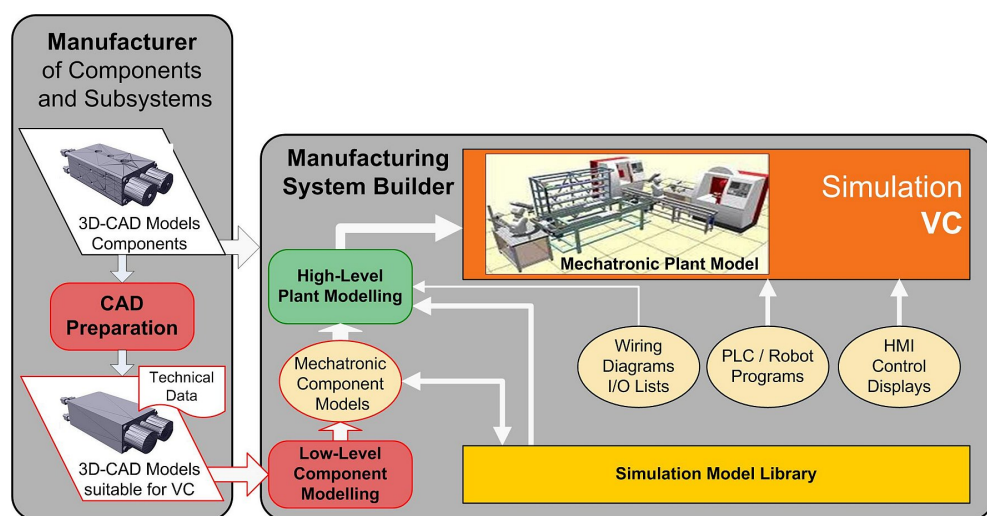 Manufacturer
of Components
and Subsystems
3D-CAD Models
Components
CAD
Preparation
Technical
Data
3D-CAD Models
suitable for VC
Manufacturing
System Builder
Simulation
VC
Mechatronic Plant Model
High-Level
Plant Modelling
Mechatronic
Component
Models
Low-Level
Component
Modelling
Wiring
Diagrams
I/O Lists
PLC / Robot
Programs
HMI
Control
Displays
Simulation Model Library